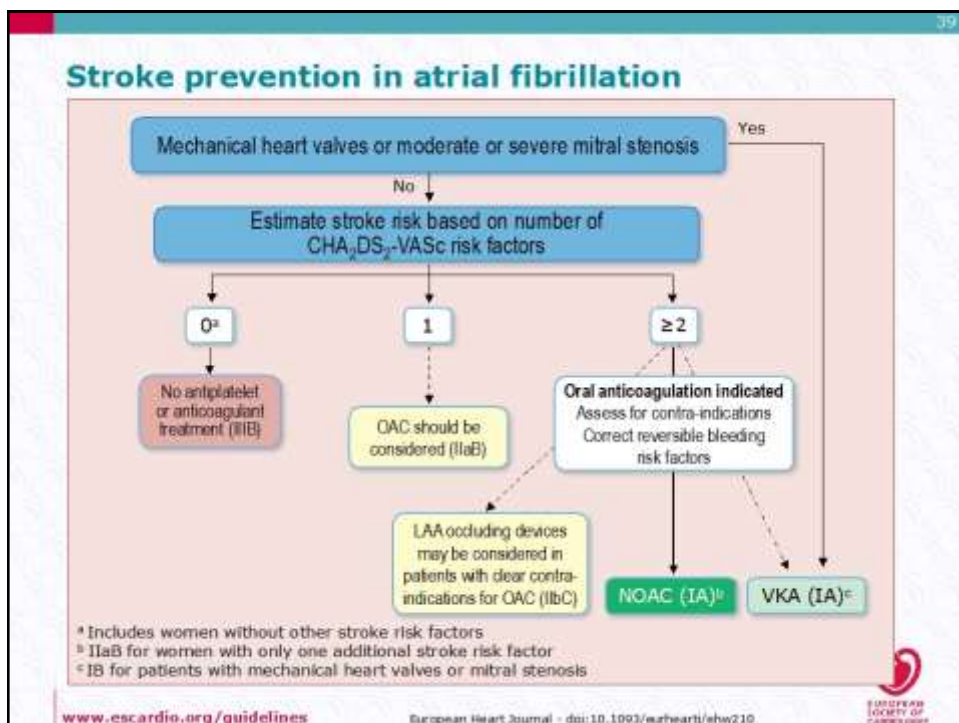 39
Stroke prevention in atrial fibrillation
Mechanical heart valves or moderate or severe mitral stenosis
Yes
No
Estimate stroke risk based on number of
CHA₂DS₂-VASc risk factors
0ᵃ
1
≥2
No antiplatelet
or anticoagulant
treatment (IIIB)
OAC should be
considered (IIaB)
Oral anticoagulation indicated
Assess for contra-indications
Correct reversible bleeding
risk factors
LAA occluding devices
may be considered in
patients with clear contra-
indications for OAC (IIbC)
NOAC (IA)ᵇ
VKA (IA)ᶜ
ᵃ Includes women without other stroke risk factors
ᵇ IIaB for women with only one additional stroke risk factor
ᶜ IB for patients with mechanical heart valves or mitral stenosis
www.escardio.org/guidelines
European Heart Journal - doi:10.1093/eurheartj/ehw210
EUROPEAN
SOCIETY OF